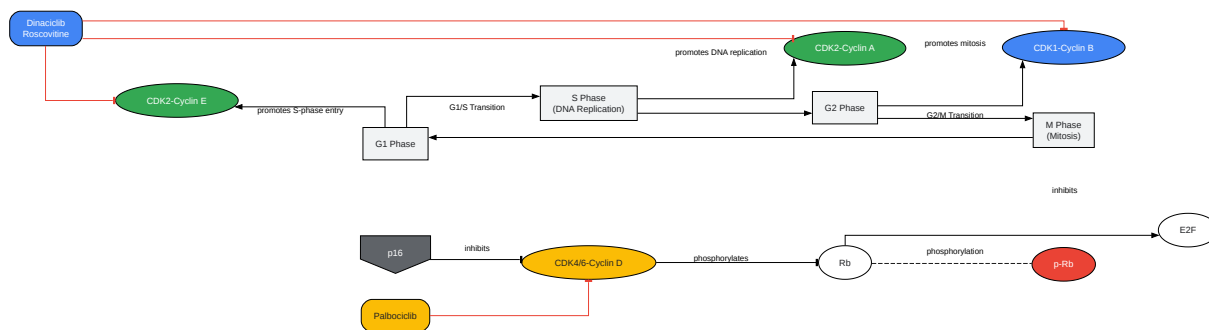 Dinaciclib
Roscovitine
promotes DNA replication
CDK2-Cyclin A
promotes mitosis
CDK1-Cyclin B
CDK2-Cyclin E
promotes S-phase entry
G1/S Transition
S Phase
(DNA Replication)
G2 Phase
G2/M Transition
M Phase
(Mitosis)
G1 Phase
inhibits
E2F
p16
inhibits
CDK4/6-Cyclin D
phosphorylates
Rb
phosphorylation
p-Rb
Palbociclib